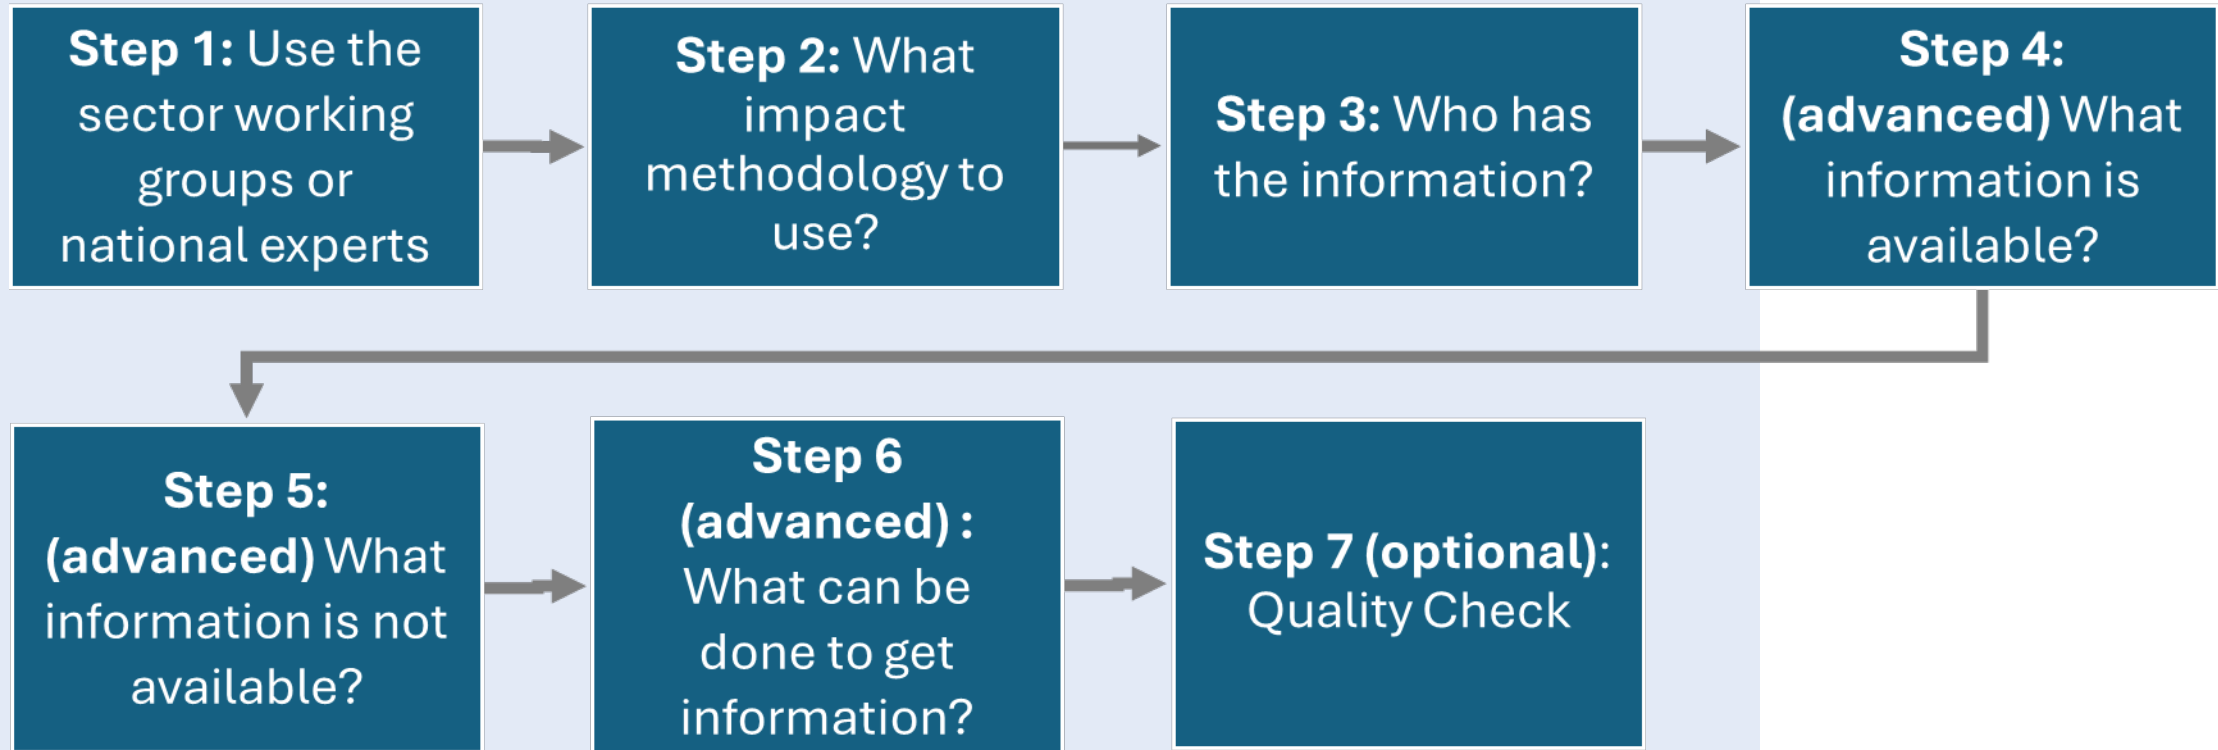 Step 1: Use the
sector working
groups or
national experts
Step 2: What
impact
methodology to
use?
Step 3: Who has
the information?
Step 4:
(advanced) What
information is
available?
Step 5:
(advanced) What
information is not
available?
Step 6
(advanced) :
What can be
done to get
information?
Step 7 (optional):
Quality Check